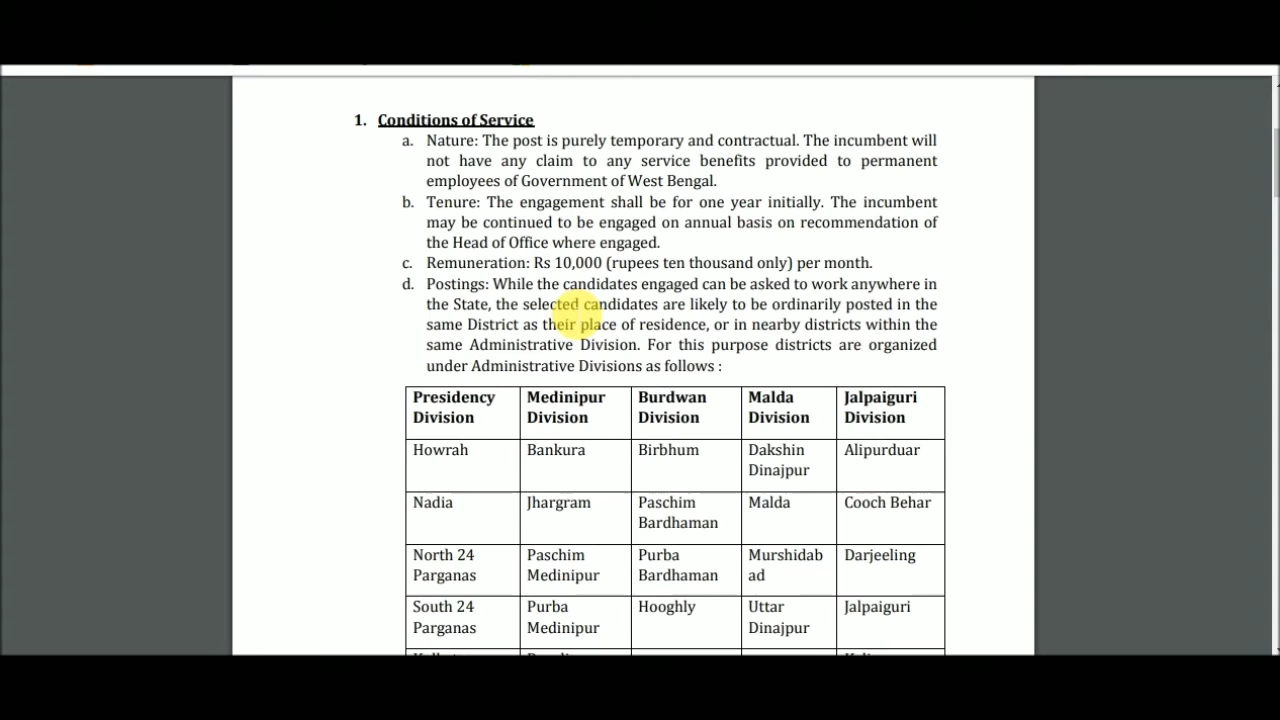 1. Conditions of Service
a. Nature: The post is purely temporary and contractual. The incumbent will
not have any claim to any service benefits provided to permanent
employees of Government of West Bengal.
b. Tenure: The engagement shall be for one year initially. The incumbent
may be continued to be engaged on annual basis on recommendation of
the Head of Office where engaged.
c. Remuneration: Rs 10,000 (rupees ten thousand only) per month.
d. Postings: While the candidates engaged can be asked to work anywhere in
the State, the selected candidates are likely to be ordinarily posted in the
same District as their place of residence, or in nearby districts within the
same Administrative Division. For this purpose districts are organized
under Administrative Divisions as follows :
Presidency Division Medinipur Division Burdwan Division Malda Division Jalpaiguri Division
Howrah Bankura Birbhum Dakshin Dinajpur Alipurduar
Nadia Jhargram Paschim Bardhaman Malda Cooch Behar
North 24 Parganas Paschim Medinipur Purba Bardhaman Murshidabad Darjeeling
South 24 Parganas Purba Medinipur Hooghly Uttar Dinajpur Jalpaiguri